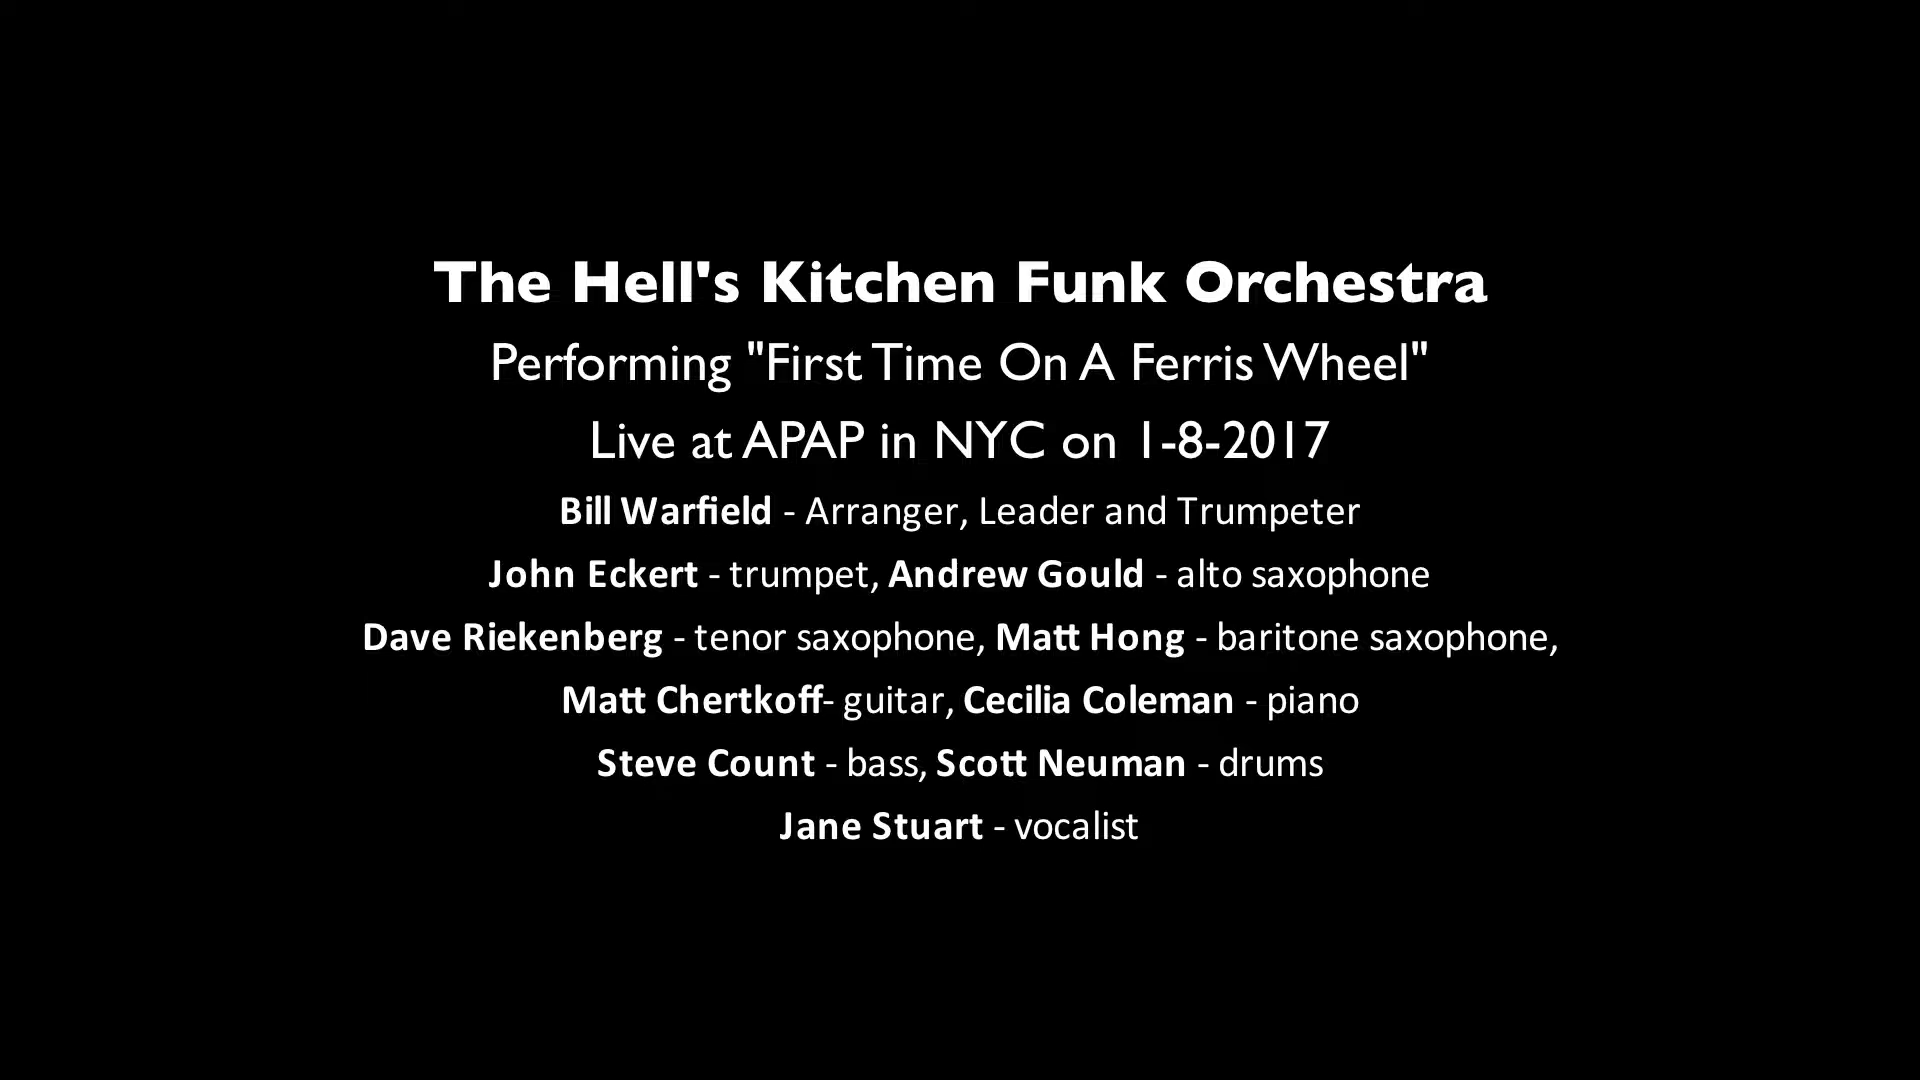 The Hell's Kitchen Funk Orchestra
Performing "First Time On A Ferris Wheel"
Live at APAP in NYC on 1-8-2017
Bill Warfield - Arranger, Leader and Trumpeter
John Eckert - trumpet, Andrew Gould - alto saxophone
Dave Riekenberg - tenor saxophone, Matt Hong - baritone saxophone,
Matt Chertkoff- guitar, Cecilia Coleman - piano
Steve Count - bass, Scott Neuman - drums
Jane Stuart - vocalist